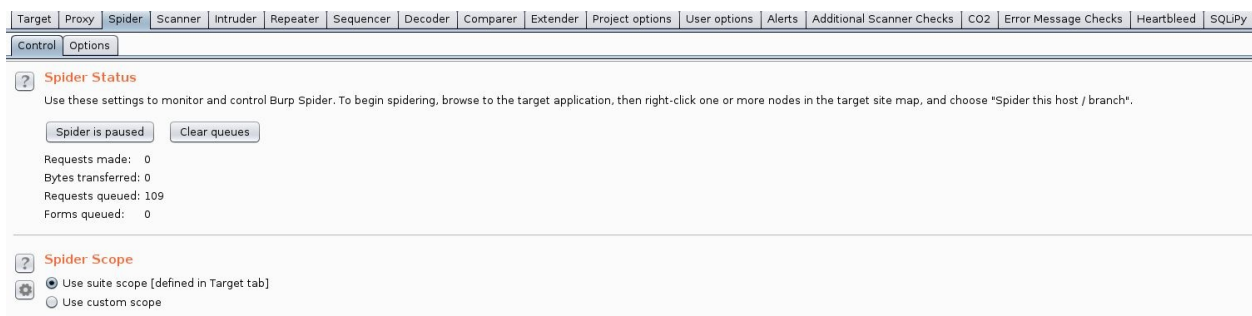 Target Proxy Spider Scanner Intruder Repeater Sequencer Decoder Comparer Extender Project options User options Alerts Additional Scanner Checks CO2 Error Message Checks Heartbleed SQLiPy
Control Options
? Spider Status
Use these settings to monitor and control Burp Spider. To begin spidering, browse to the target application, then right-click one or more nodes in the target site map, and choose "Spider this host / branch".
Spider is paused Clear queues
Requests made: 0
Bytes transferred: 0
Requests queued: 109
Forms queued: 0
? Spider Scope
Use suite scope [defined in Target tab]
Use custom scope